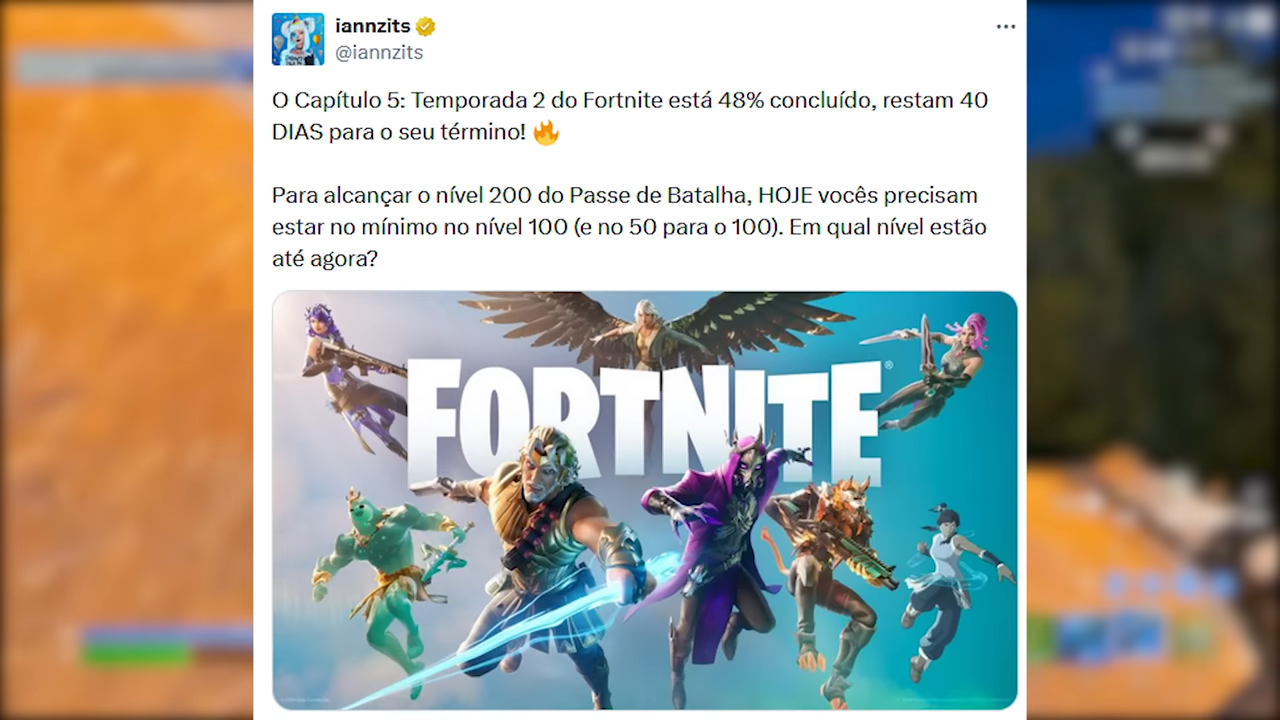 iannzits
@iannzits
O Capítulo 5: Temporada 2 do Fortnite está 48% concluído, restam 40
DIAS para o seu término! 🔥
Para alcançar o nível 200 do Passe de Batalha, HOJE vocês precisam
estar no mínimo no nível 100 (e no 50 para o 100). Em qual nível estão
até agora?
FORTNITE®